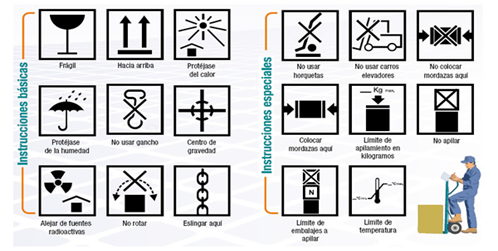 Instrucciones básicas
Frágil
Hacia arriba
Protéjase
del calor
Protéjase
de la humedad
No usar gancho
Centro de
gravedad
Alejar de fuentes
radioactivas
No rotar
Eslingar aquí
Instrucciones especiales
No usar
horquetas
No usar carros
elevadores
No colocar
mordazas aquí
Colocar
mordazas aquí
Kg max.
Límite de
apilamiento en
kilogramos
No apilar
N
Límite de
embalajes a
apilar
Límite de
temperatura